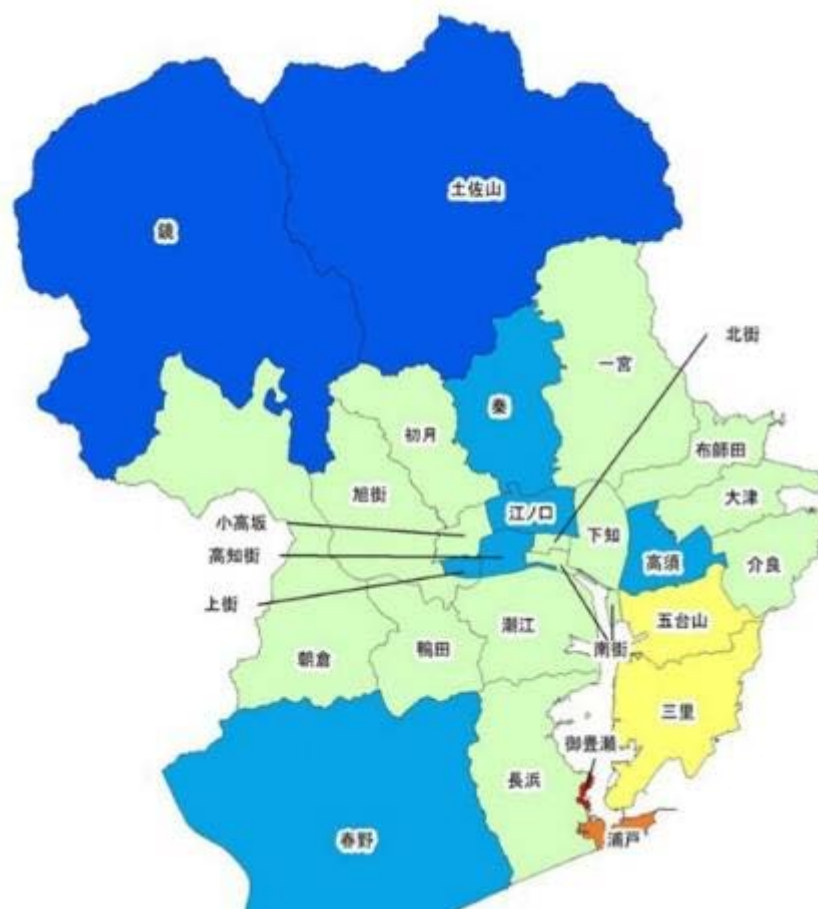 土佐山
鏡
北街
一宮
秦
初月
布師田
旭街
大津
江ノ口
小高坂
下知
高知街
高須
介良
上街
五台山
潮江
南街
朝倉
鴨田
三里
御畳瀬
長浜
春野
浦戸